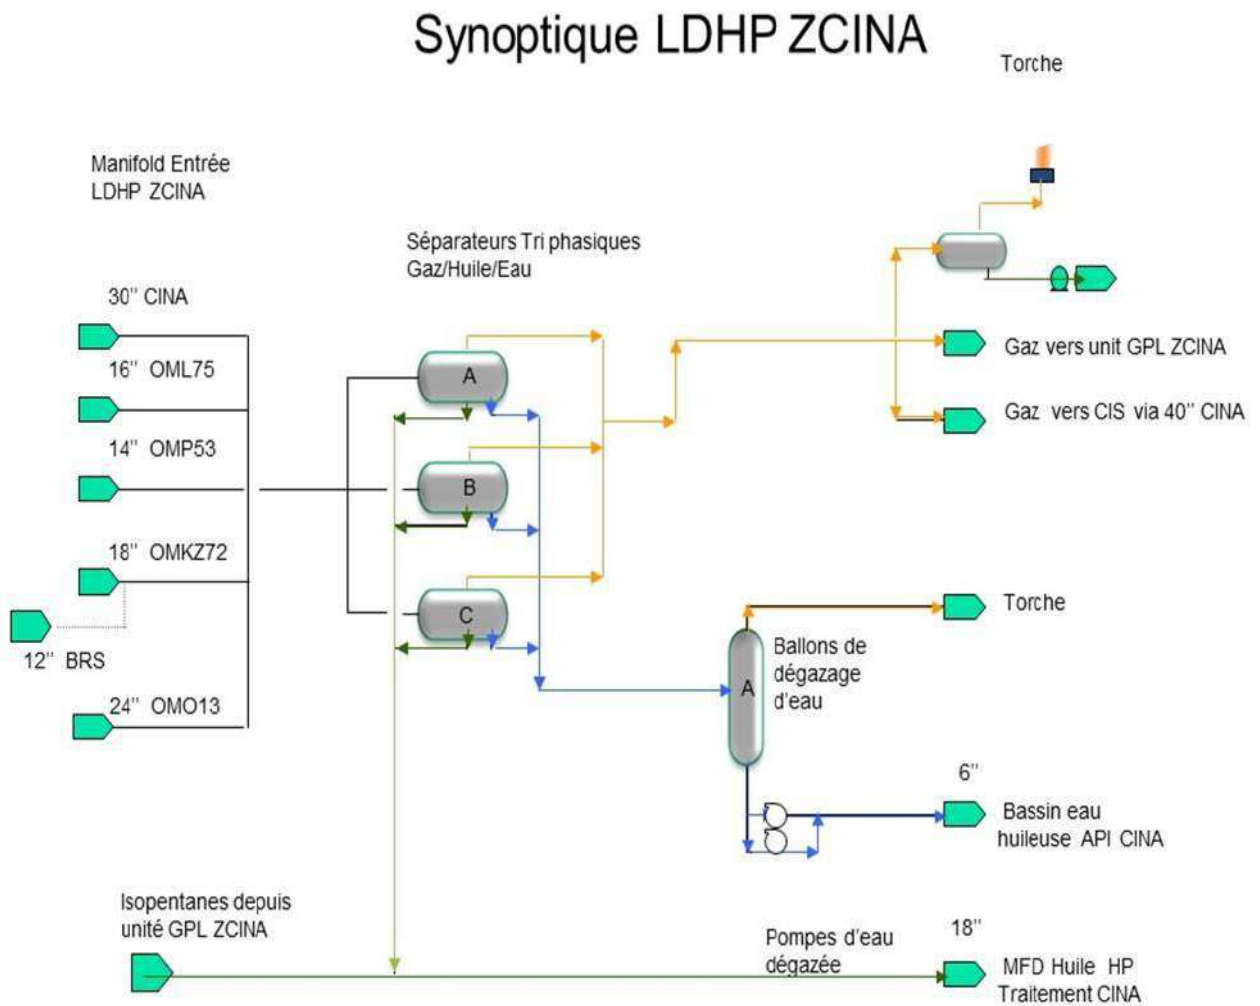 Synoptique LDHP ZCINA
Torche
Manifold Entrée
LDHP ZCINA
Séparateurs Tri phasiques
Gaz/Huile/Eau
30'' CINA
16'' OML75
14'' OMP53
18'' OMKZ72
12'' BRS
24'' OMO13
A
B
C
Gaz vers unit GPL ZCINA
Gaz vers CIS via 40'' CINA
Torche
Ballons de
dégazage
d'eau
A
6''
Bassin eau
huileuse API CINA
Isopentanes depuis
unité GPL ZCINA
Pompes d'eau
dégazée
18''
MFD Huile HP
Traitement CINA